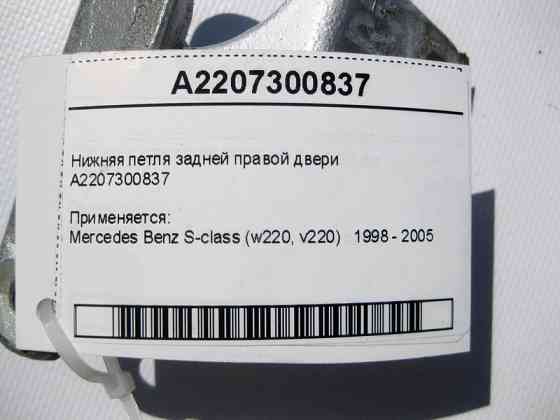 A2207300837
Нижняя петля задней правой двери
A2207300837
Применяется:
Mercedes Benz S-class (w220, v220) 1998 - 2005